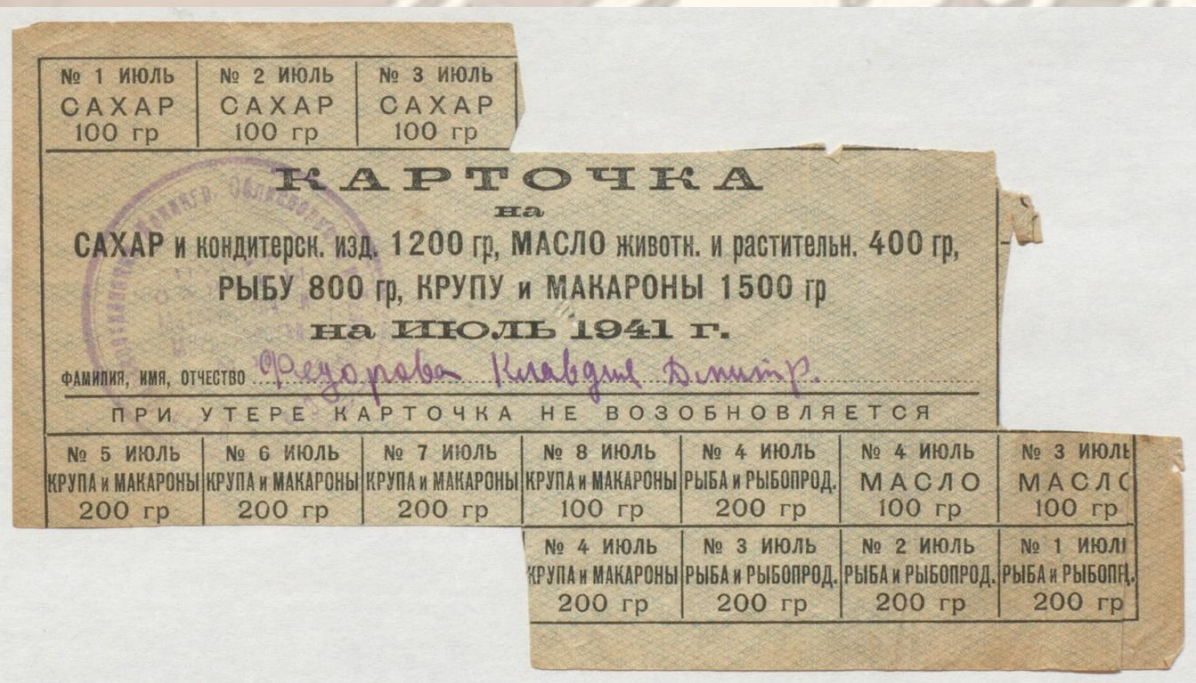 № 1 ИЮЛЬ № 2 ИЮЛЬ № 3 ИЮЛЬ
САХАР САХАР САХАР
100 гр 100 гр 100 гр
КАРТОЧКА
на
САХАР и кондитерск. изд. 1200 гр, МАСЛО животн. и растительн. 400 гр,
РЫБУ 800 гр, КРУПУ и МАКАРОНЫ 1500 гр
на ИЮЛЬ 1941 г.
ФАМИЛИЯ, ИМЯ, ОТЧЕСТВО Федорова Клавдия Дмитр.
ПРИ УТЕРЕ КАРТОЧКА НЕ ВОЗОБНОВЛЯЕТСЯ
№ 5 ИЮЛЬ № 6 ИЮЛЬ № 7 ИЮЛЬ № 8 ИЮЛЬ № 4 ИЮЛЬ № 4 ИЮЛЬ № 3 ИЮЛЬ
КРУПА и МАКАРОНЫ КРУПА и МАКАРОНЫ КРУПА и МАКАРОНЫ КРУПА и МАКАРОНЫ РЫБА и РЫБОПРОД. МАСЛО МАСЛО
200 гр 200 гр 200 гр 100 гр 200 гр 100 гр 100 гр
№ 4 ИЮЛЬ № 3 ИЮЛЬ № 2 ИЮЛЬ № 1 ИЮЛЬ
КРУПА и МАКАРОНЫ РЫБА и РЫБОПРОД. РЫБА и РЫБОПРОД. РЫБА и РЫБОПРОД.
200 гр 200 гр 200 гр 200 гр